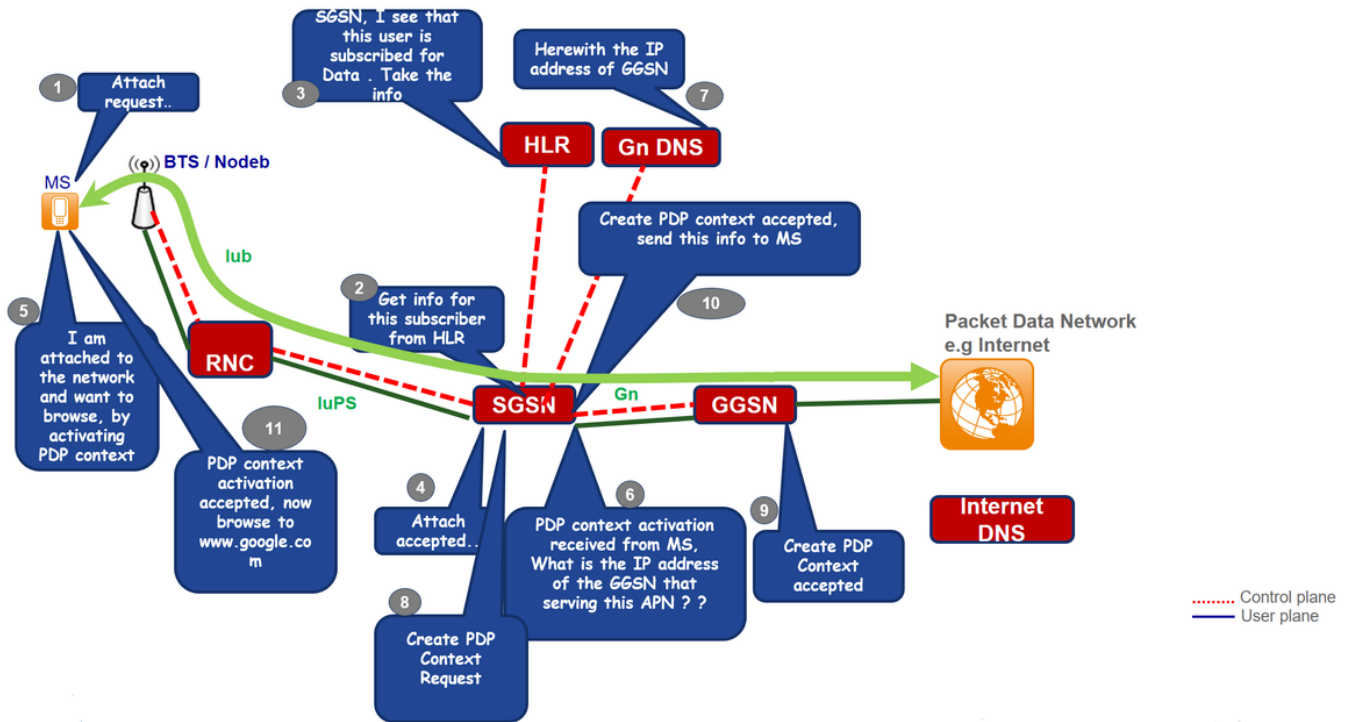 SGSN, I see that
this user is
subscribed for
Data . Take the
info
3
Herewith the IP
address of GGSN
7
1
Attach
request..
HLR
Gn DNS
BTS / Nodeb
MS
Create PDP context accepted,
send this info to MS
10
Iub
2
Get info for
this subscriber
from HLR
5
I am
attached to
the network
and want to
browse, by
activating
PDP context
RNC
IuPS
SGSN
Gn
GGSN
Packet Data Network
e.g Internet
11
PDP context
activation
accepted, now
browse to
www.google.co
m
4
Attach
accepted..
6
PDP context activation
received from MS,
What is the IP address
of the GGSN that
serving this APN ? ?
9
Create PDP
Context
accepted
Internet
DNS
8
Create PDP
Context
Request
Control plane
User plane